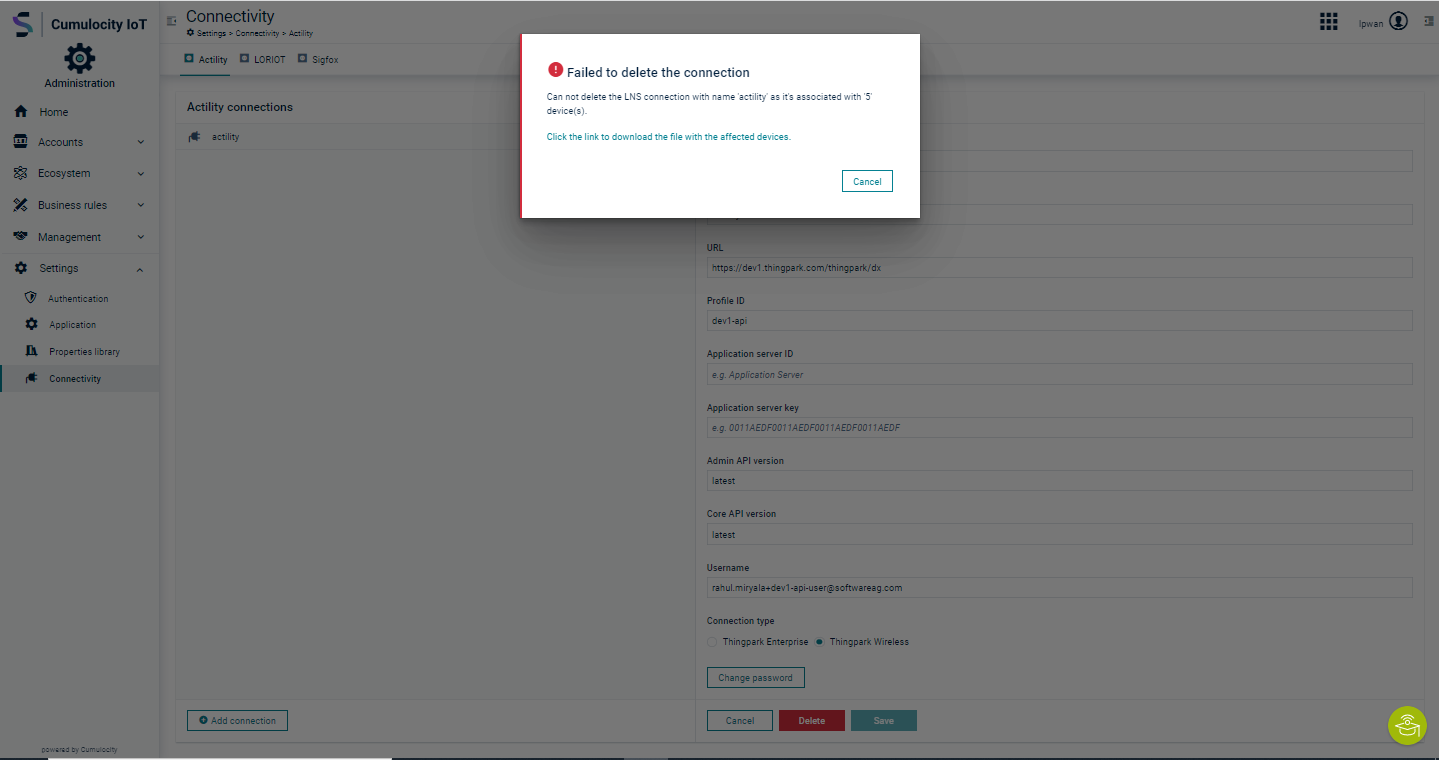 Cumulocity IoT
Administration
Home
Accounts
Ecosystem
Business rules
Management
Settings
Authentication
Application
Properties library
Connectivity
powered by Cumulocity
Connectivity
Settings > Connectivity > Actility
lpwan
Actility
LORIOT
Sigfox
Actility connections
actility
Add connection
Failed to delete the connection
Can not delete the LNS connection with name 'actility' as it's associated with '5'
device(s).
Click the link to download the file with the affected devices.
Cancel
URL
https://dev1.thingpark.com/thingpark/dx
Profile ID
dev1-api
Application server ID
e.g. Application Server
Application server key
e.g. 0011AEDF0011AEDF0011AEDF0011AEDF
Admin API version
latest
Core API version
latest
Username
rahul.miryala+dev1-api-user@softwareag.com
Connection type
Thingpark Enterprise
Thingpark Wireless
Change password
Cancel
Delete
Save